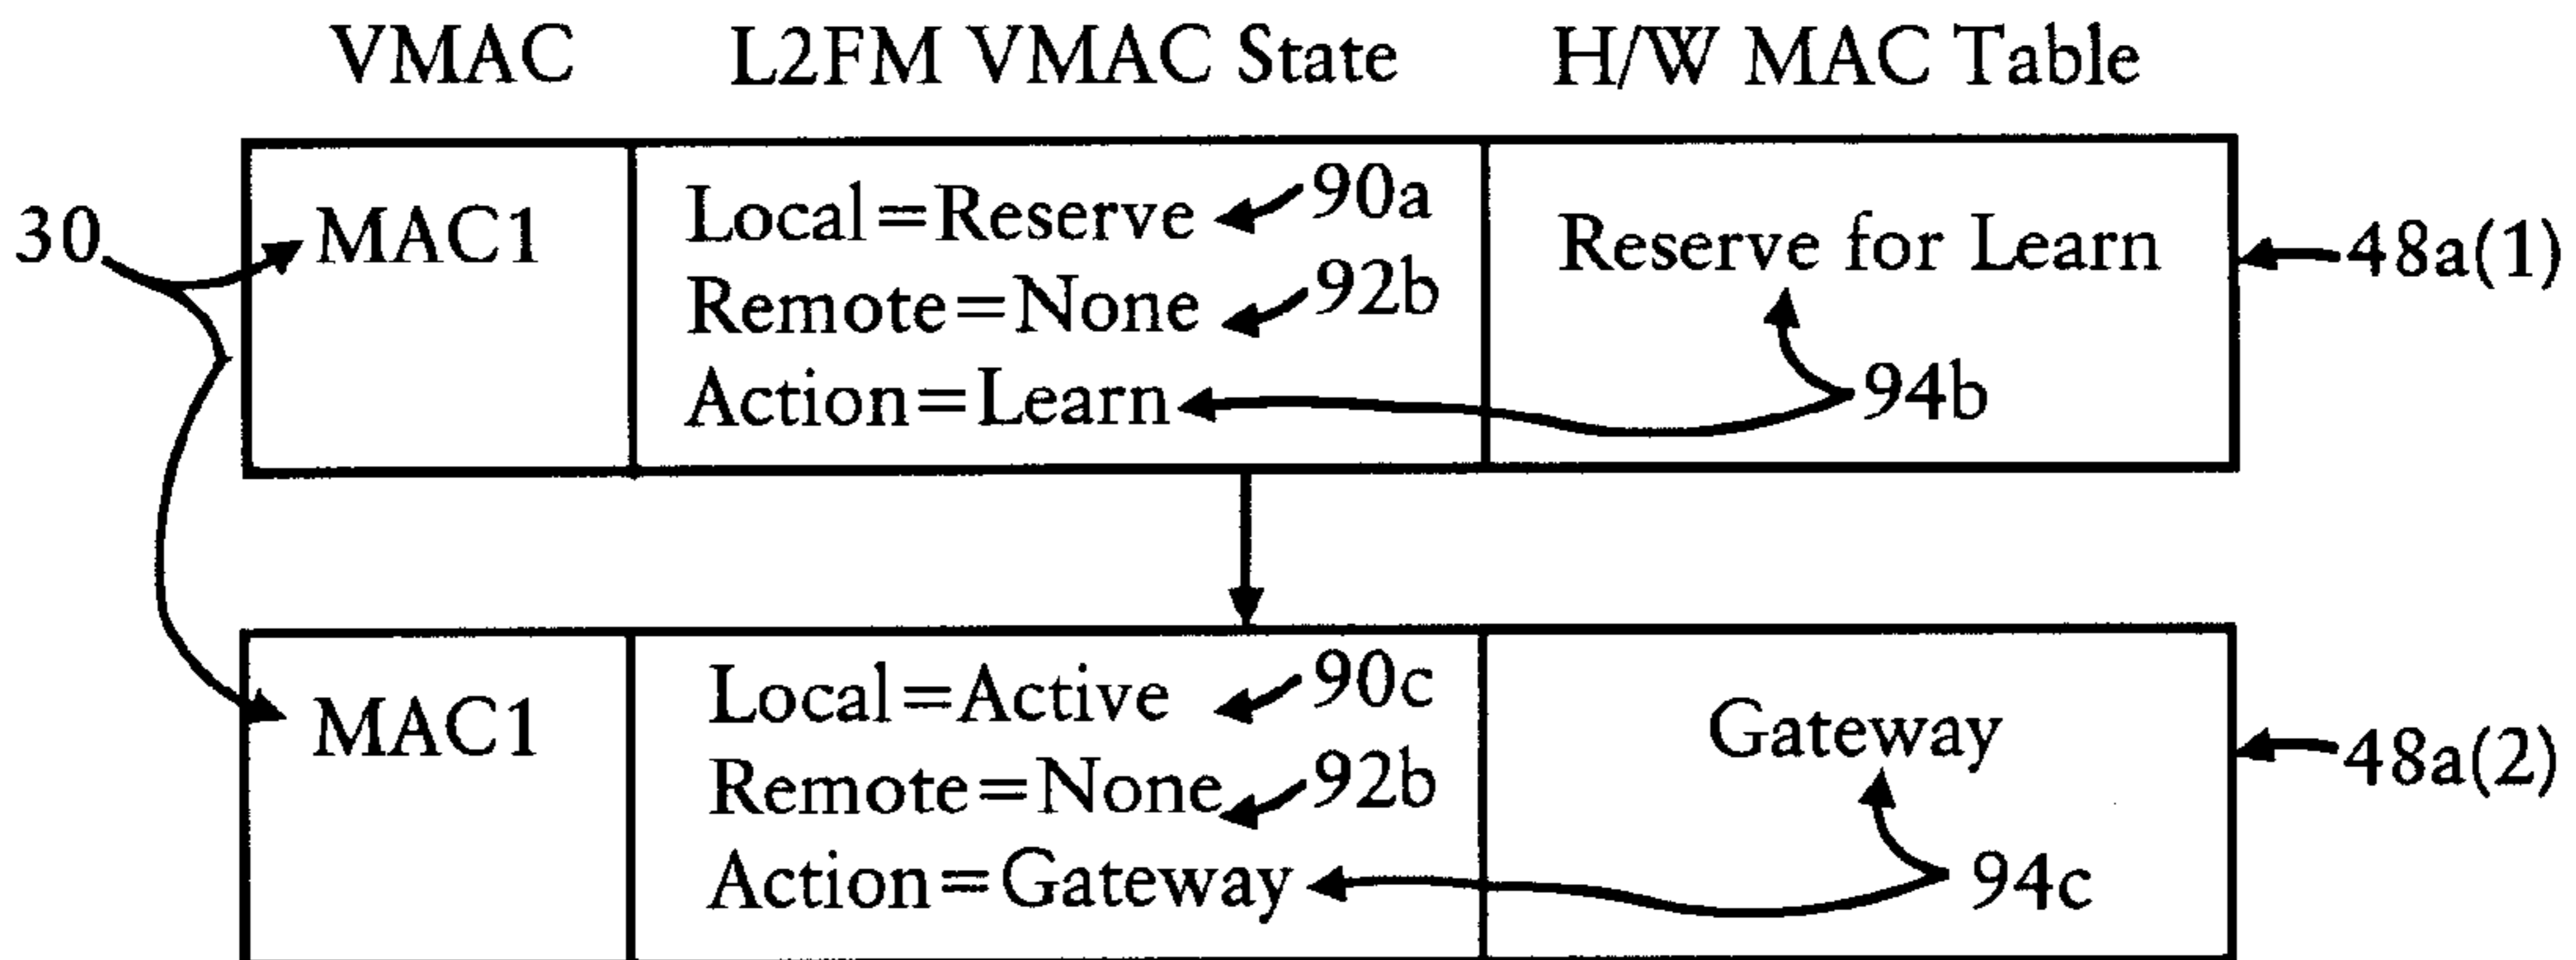 VMAC L2FM VMAC State H/W MAC Table
30 MAC1 Local=Reserve 90a Reserve for Learn 48a(1)
Remote=None 92b
Action=Learn 94b
MAC1 Local=Active 90c Gateway 48a(2)
Remote=None 92b
Action=Gateway 94c